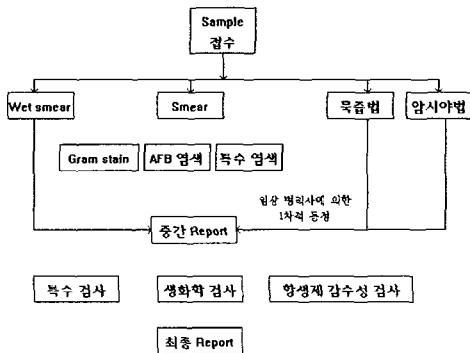 Sample
접수
Wet smear
Smear
묵즙법
암시야법
Gram stain
AFB 염색
특수 염색
임상 병리사에 의한
1차적 동정
중간 Report
특수 검사
생화학 검사
항생제 감수성 검사
최종 Report